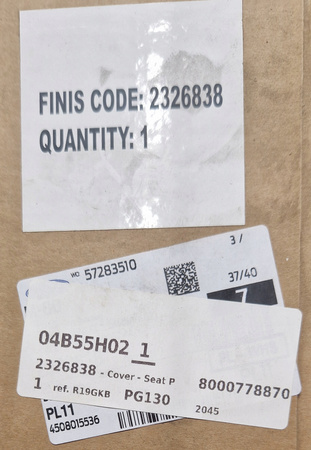 FINIS CODE: 2326838
QUANTITY: 1
3 /
WC 57283510
37/40
7
04B55H02 1
2326838 - Cover - Seat P
8000778870
1 ref. R19GKB PG130
2045
PL11
4508015536